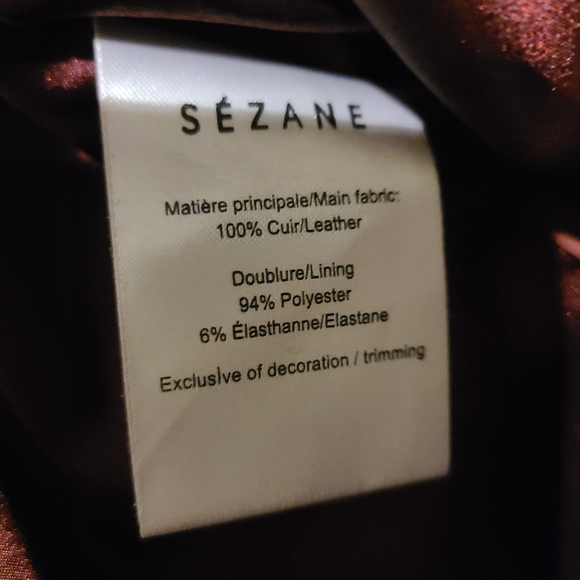 SÉZANE
Matière principale/Main fabric:
100% Cuir/Leather
Doublure/Lining
94% Polyester
6% Élasthanne/Elastane
Exclusive of decoration / trimming